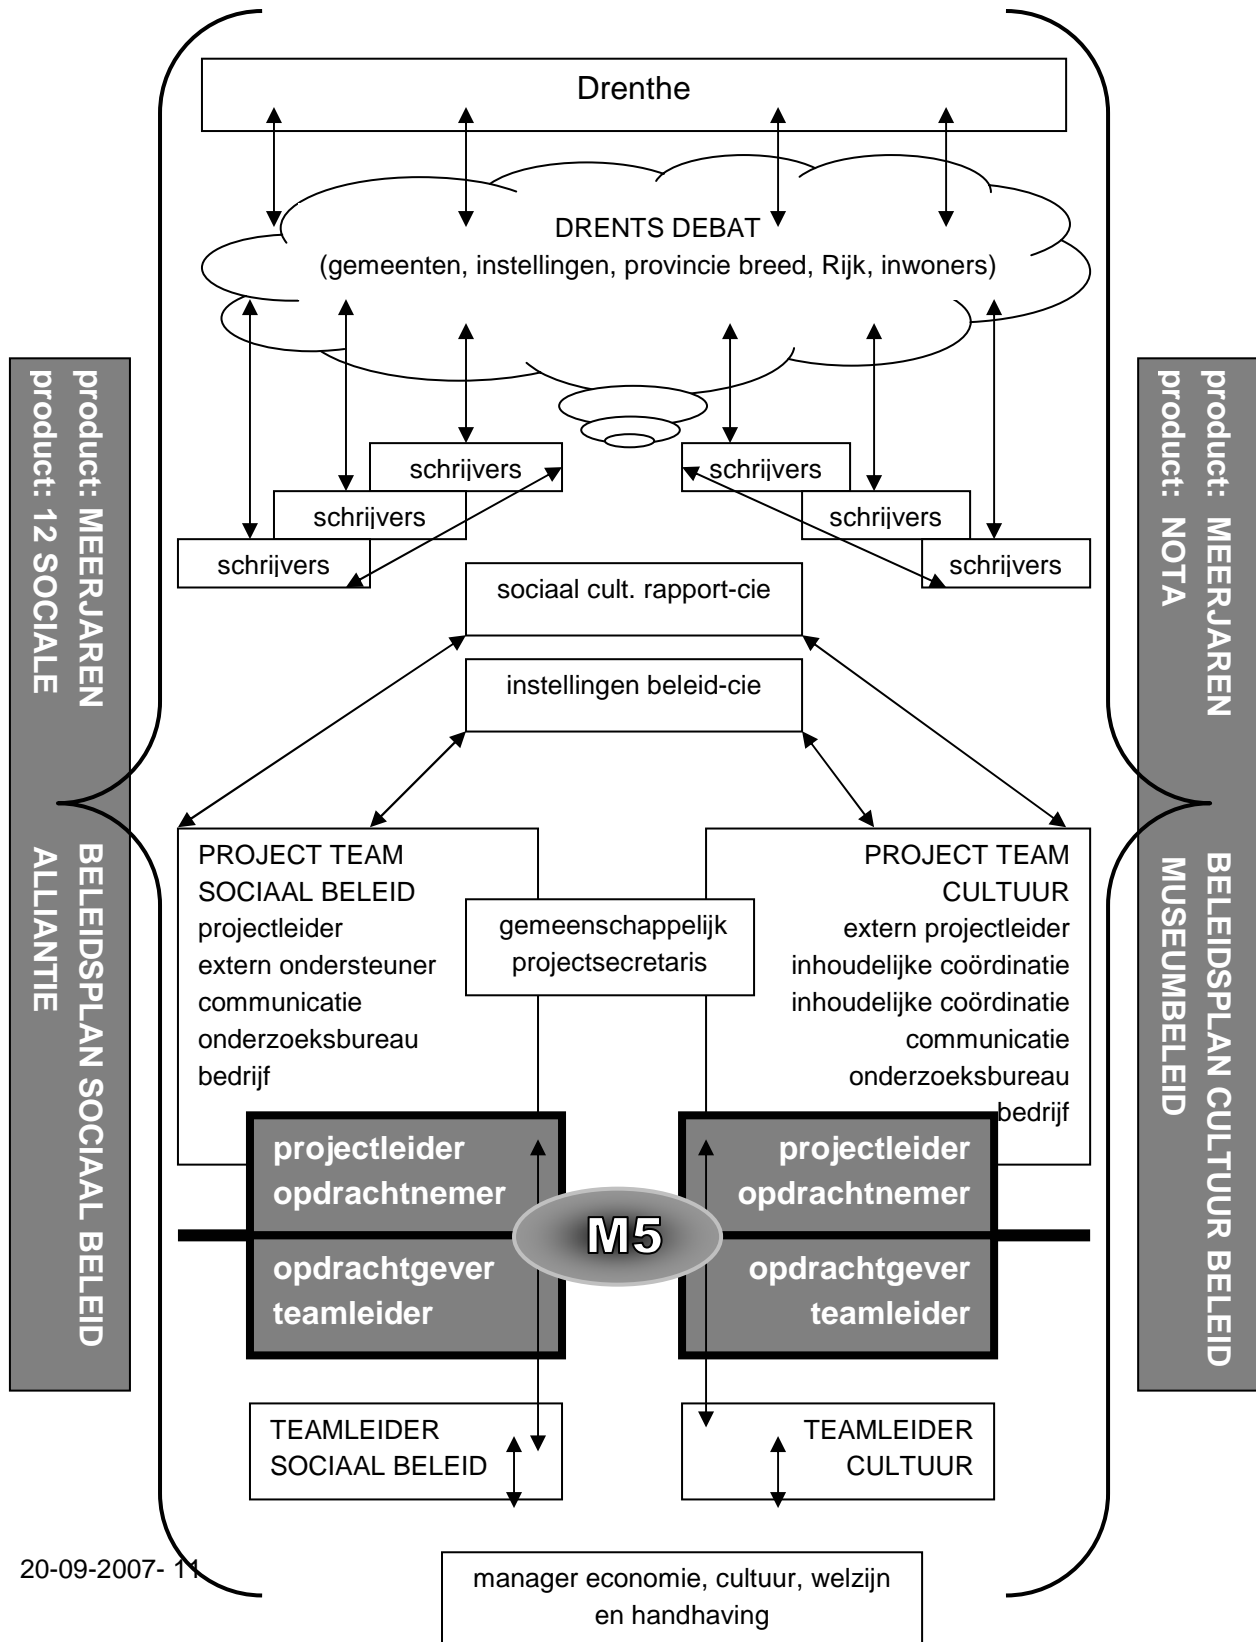 Drenthe
DRENTS DEBAT
(gemeenten, instellingen, provincie breed, Rijk, inwoners)
schrijvers
schrijvers
schrijvers
schrijvers
schrijvers
schrijvers
sociaal cult. rapport-cie
instellingen beleid-cie
product: MEERJAREN BELEIDSPLAN SOCIAAL BELEID
product: 12 SOCIALE ALLIANTIE
product: MEERJAREN BELEIDSPLAN CULTUUR BELEID
product: NOTA MUSEUMBELEID
PROJECT TEAM
SOCIAAL BELEID
projectleider
extern ondersteuner
communicatie
onderzoeksbureau
bedrijf
gemeenschappelijk
projectsecretaris
PROJECT TEAM
CULTUUR
extern projectleider
inhoudelijke coördinatie
inhoudelijke coördinatie
communicatie
onderzoeksbureau
bedrijf
projectleider
opdrachtnemer
opdrachtgever
teamleider
M5
projectleider
opdrachtnemer
opdrachtgever
teamleider
TEAMLEIDER
SOCIAAL BELEID
TEAMLEIDER
CULTUUR
20-09-2007- 11
manager economie, cultuur, welzijn
en handhaving